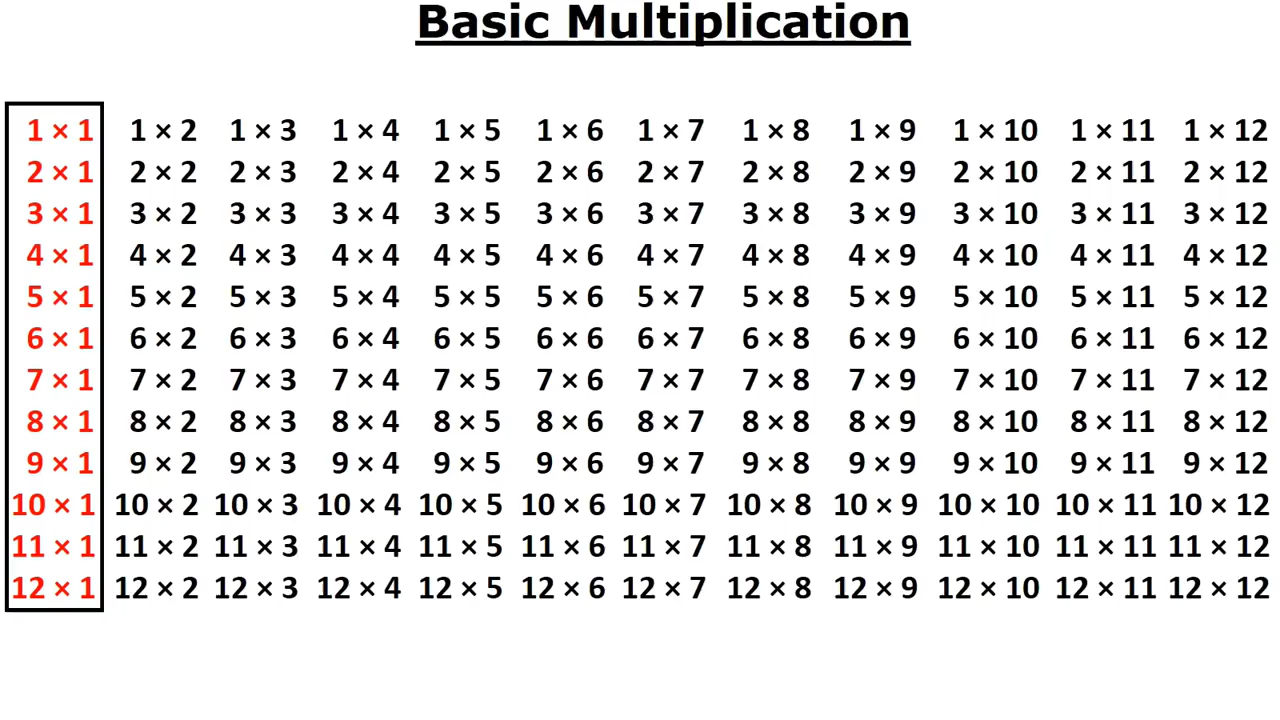 Basic Multiplication
1 × 1 1 × 2 1 × 3 1 × 4 1 × 5 1 × 6 1 × 7 1 × 8 1 × 9 1 × 10 1 × 11 1 × 12
2 × 1 2 × 2 2 × 3 2 × 4 2 × 5 2 × 6 2 × 7 2 × 8 2 × 9 2 × 10 2 × 11 2 × 12
3 × 1 3 × 2 3 × 3 3 × 4 3 × 5 3 × 6 3 × 7 3 × 8 3 × 9 3 × 10 3 × 11 3 × 12
4 × 1 4 × 2 4 × 3 4 × 4 4 × 5 4 × 6 4 × 7 4 × 8 4 × 9 4 × 10 4 × 11 4 × 12
5 × 1 5 × 2 5 × 3 5 × 4 5 × 5 5 × 6 5 × 7 5 × 8 5 × 9 5 × 10 5 × 11 5 × 12
6 × 1 6 × 2 6 × 3 6 × 4 6 × 5 6 × 6 6 × 7 6 × 8 6 × 9 6 × 10 6 × 11 6 × 12
7 × 1 7 × 2 7 × 3 7 × 4 7 × 5 7 × 6 7 × 7 7 × 8 7 × 9 7 × 10 7 × 11 7 × 12
8 × 1 8 × 2 8 × 3 8 × 4 8 × 5 8 × 6 8 × 7 8 × 8 8 × 9 8 × 10 8 × 11 8 × 12
9 × 1 9 × 2 9 × 3 9 × 4 9 × 5 9 × 6 9 × 7 9 × 8 9 × 9 9 × 10 9 × 11 9 × 12
10 × 1 10 × 2 10 × 3 10 × 4 10 × 5 10 × 6 10 × 7 10 × 8 10 × 9 10 × 10 10 × 11 10 × 12
11 × 1 11 × 2 11 × 3 11 × 4 11 × 5 11 × 6 11 × 7 11 × 8 11 × 9 11 × 10 11 × 11 11 × 12
12 × 1 12 × 2 12 × 3 12 × 4 12 × 5 12 × 6 12 × 7 12 × 8 12 × 9 12 × 10 12 × 11 12 × 12